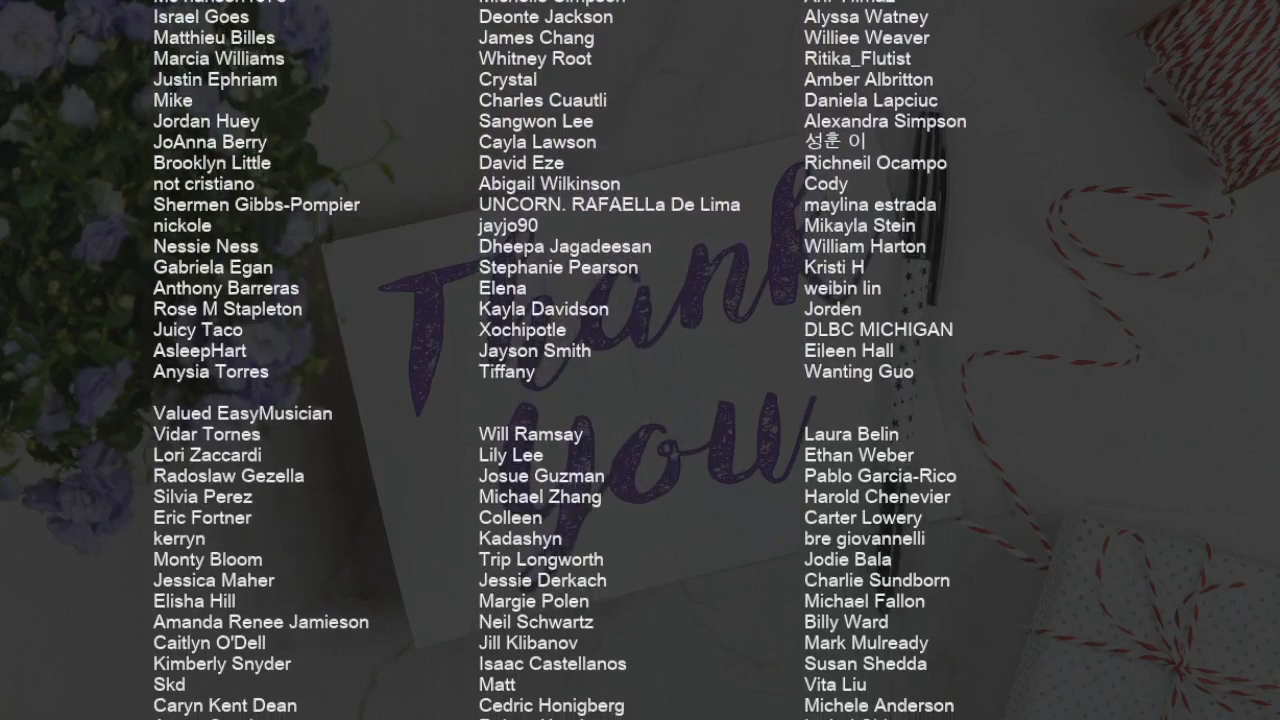 Israel Goes
Matthieu Billes
Marcia Williams
Justin Ephriam
Mike
Jordan Huey
JoAnna Berry
Brooklyn Little
not cristiano
Shermen Gibbs-Pompier
nickole
Nessie Ness
Gabriela Egan
Anthony Barreras
Rose M Stapleton
Juicy Taco
AsleepHart
Anysia Torres
Deonte Jackson
James Chang
Whitney Root
Crystal
Charles Cuautli
Sangwon Lee
Cayla Lawson
David Eze
Abigail Wilkinson
UNCORN. RAFAELLa De Lima
jayjo90
Dheepa Jagadeesan
Stephanie Pearson
Elena
Kayla Davidson
Xochipotle
Jayson Smith
Tiffany
Alyssa Watney
Williee Weaver
Ritika_Flutist
Amber Albritton
Daniela Lapciuc
Alexandra Simpson
성훈 이
Richneil Ocampo
Cody
maylina estrada
Mikayla Stein
William Harton
Kristi H
weibin lin
Jorden
DLBC MICHIGAN
Eileen Hall
Wanting Guo
Valued EasyMusician
Vidar Tornes
Lori Zaccardi
Radoslaw Gezella
Silvia Perez
Eric Fortner
kerryn
Monty Bloom
Jessica Maher
Elisha Hill
Amanda Renee Jamieson
Caitlyn O'Dell
Kimberly Snyder
Skd
Caryn Kent Dean
Will Ramsay
Lily Lee
Josue Guzman
Michael Zhang
Colleen
Kadashyn
Trip Longworth
Jessie Derkach
Margie Polen
Neil Schwartz
Jill Klibanov
Isaac Castellanos
Matt
Cedric Honigberg
Laura Belin
Ethan Weber
Pablo Garcia-Rico
Harold Chenevier
Carter Lowery
bre giovannelli
Jodie Bala
Charlie Sundborn
Michael Fallon
Billy Ward
Mark Mulready
Susan Shedda
Vita Liu
Michele Anderson
Thank
you